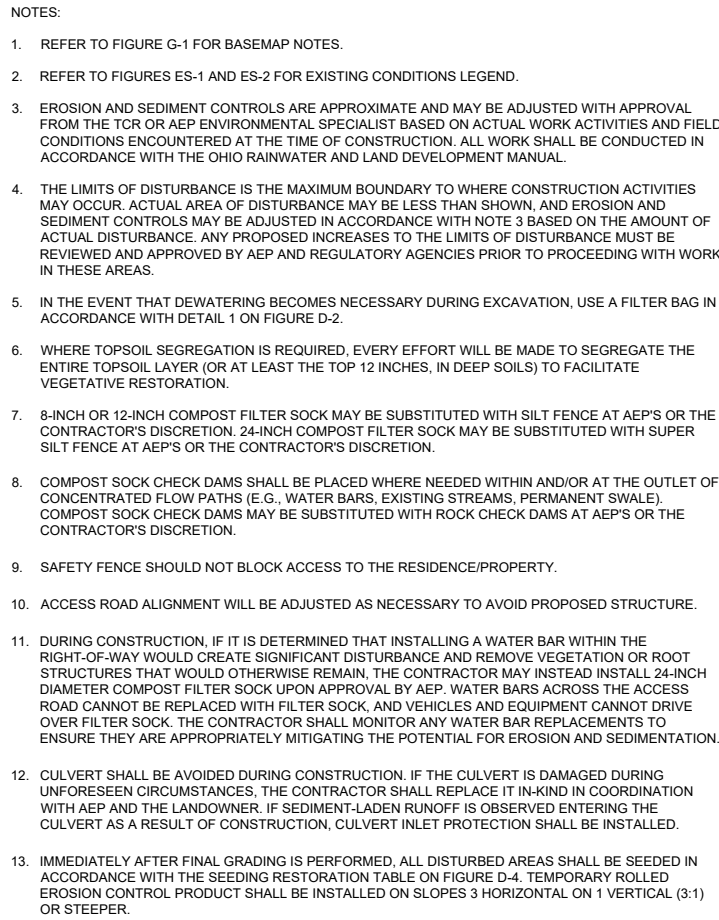 NOTES:
1. REFER TO FIGURE G-1 FOR BASEMAP NOTES.
2. REFER TO FIGURES ES-1 AND ES-2 FOR EXISTING CONDITIONS LEGEND.
3. EROSION AND SEDIMENT CONTROLS ARE APPROXIMATE AND MAY BE ADJUSTED WITH APPROVAL
FROM THE TCR OR AEP ENVIRONMENTAL SPECIALIST BASED ON ACTUAL WORK ACTIVITIES AND FIELD
CONDITIONS ENCOUNTERED AT THE TIME OF CONSTRUCTION. ALL WORK SHALL BE CONDUCTED IN
ACCORDANCE WITH THE OHIO RAINWATER AND LAND DEVELOPMENT MANUAL.
4. THE LIMITS OF DISTURBANCE IS THE MAXIMUM BOUNDARY TO WHERE CONSTRUCTION ACTIVITIES
MAY OCCUR. ACTUAL AREA OF DISTURBANCE MAY BE LESS THAN SHOWN, AND EROSION AND
SEDIMENT CONTROLS MAY BE ADJUSTED IN ACCORDANCE WITH NOTE 3 BASED ON THE AMOUNT OF
ACTUAL DISTURBANCE. ANY PROPOSED INCREASES TO THE LIMITS OF DISTURBANCE MUST BE
REVIEWED AND APPROVED BY AEP AND REGULATORY AGENCIES PRIOR TO PROCEEDING WITH WORK
IN THESE AREAS.
5. IN THE EVENT THAT DEWATERING BECOMES NECESSARY DURING EXCAVATION, USE A FILTER BAG IN
ACCORDANCE WITH DETAIL 1 ON FIGURE D-2.
6. WHERE TOPSOIL SEGREGATION IS REQUIRED, EVERY EFFORT WILL BE MADE TO SEGREGATE THE
ENTIRE TOPSOIL LAYER (OR AT LEAST THE TOP 12 INCHES, IN DEEP SOILS) TO FACILITATE
VEGETATIVE RESTORATION.
7. 8-INCH OR 12-INCH COMPOST FILTER SOCK MAY BE SUBSTITUTED WITH SILT FENCE AT AEP'S OR THE
CONTRACTOR'S DISCRETION. 24-INCH COMPOST FILTER SOCK MAY BE SUBSTITUTED WITH SUPER
SILT FENCE AT AEP'S OR THE CONTRACTOR'S DISCRETION.
8. COMPOST SOCK CHECK DAMS SHALL BE PLACED WHERE NEEDED WITHIN AND/OR AT THE OUTLET OF
CONCENTRATED FLOW PATHS (E.G., WATER BARS, EXISTING STREAMS, PERMANENT SWALE).
COMPOST SOCK CHECK DAMS MAY BE SUBSTITUTED WITH ROCK CHECK DAMS AT AEP'S OR THE
CONTRACTOR'S DISCRETION.
9. SAFETY FENCE SHOULD NOT BLOCK ACCESS TO THE RESIDENCE/PROPERTY.
10. ACCESS ROAD ALIGNMENT WILL BE ADJUSTED AS NECESSARY TO AVOID PROPOSED STRUCTURE.
11. DURING CONSTRUCTION, IF IT IS DETERMINED THAT INSTALLING A WATER BAR WITHIN THE
RIGHT-OF-WAY WOULD CREATE SIGNIFICANT DISTURBANCE AND REMOVE VEGETATION OR ROOT
STRUCTURES THAT WOULD OTHERWISE REMAIN, THE CONTRACTOR MAY INSTEAD INSTALL 24-INCH
DIAMETER COMPOST FILTER SOCK UPON APPROVAL BY AEP. WATER BARS ACROSS THE ACCESS
ROAD CANNOT BE REPLACED WITH FILTER SOCK, AND VEHICLES AND EQUIPMENT CANNOT DRIVE
OVER FILTER SOCK. THE CONTRACTOR SHALL MONITOR ANY WATER BAR REPLACEMENTS TO
ENSURE THEY ARE APPROPRIATELY MITIGATING THE POTENTIAL FOR EROSION AND SEDIMENTATION.
12. CULVERT SHALL BE AVOIDED DURING CONSTRUCTION. IF THE CULVERT IS DAMAGED DURING
UNFORESEEN CIRCUMSTANCES, THE CONTRACTOR SHALL REPLACE IT IN-KIND IN COORDINATION
WITH AEP AND THE LANDOWNER. IF SEDIMENT-LADEN RUNOFF IS OBSERVED ENTERING THE
CULVERT AS A RESULT OF CONSTRUCTION, CULVERT INLET PROTECTION SHALL BE INSTALLED.
13. IMMEDIATELY AFTER FINAL GRADING IS PERFORMED, ALL DISTURBED AREAS SHALL BE SEEDED IN
ACCORDANCE WITH THE SEEDING RESTORATION TABLE ON FIGURE D-4. TEMPORARY ROLLED
EROSION CONTROL PRODUCT SHALL BE INSTALLED ON SLOPES 3 HORIZONTAL ON 1 VERTICAL (3:1)
OR STEEPER.